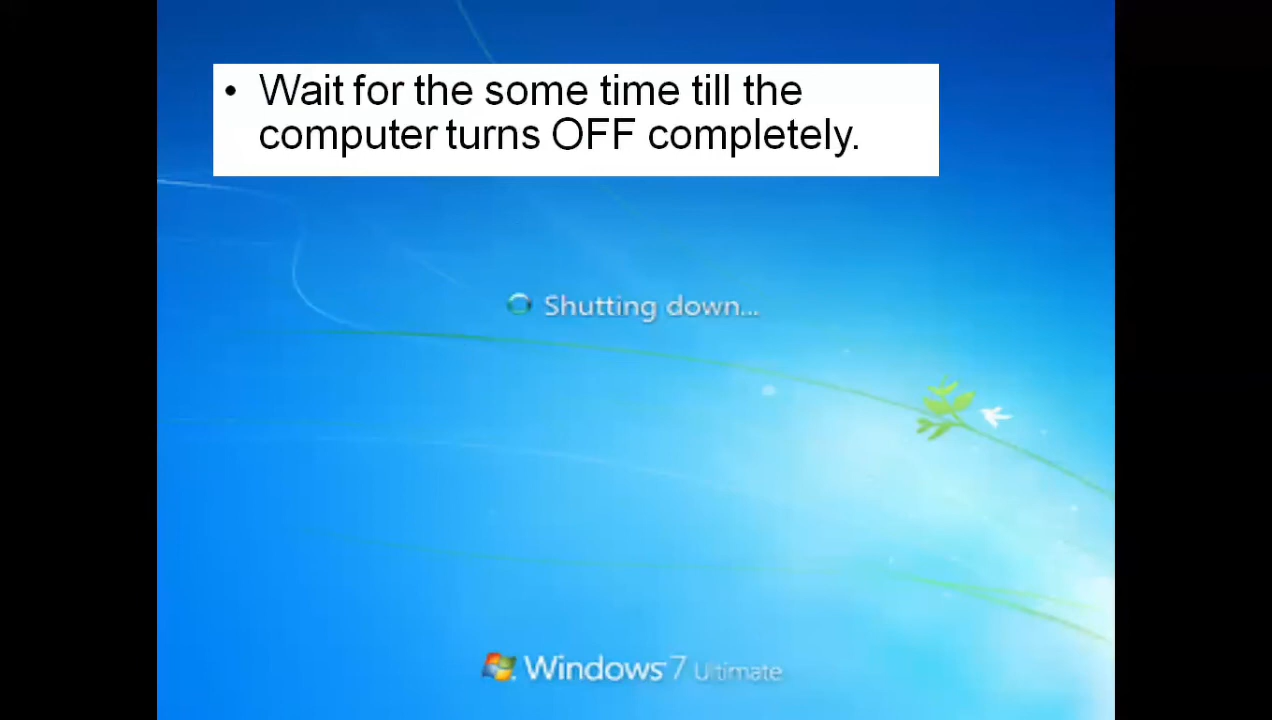 • Wait for the some time till the
computer turns OFF completely.
Shutting down...
Windows 7 Ultimate